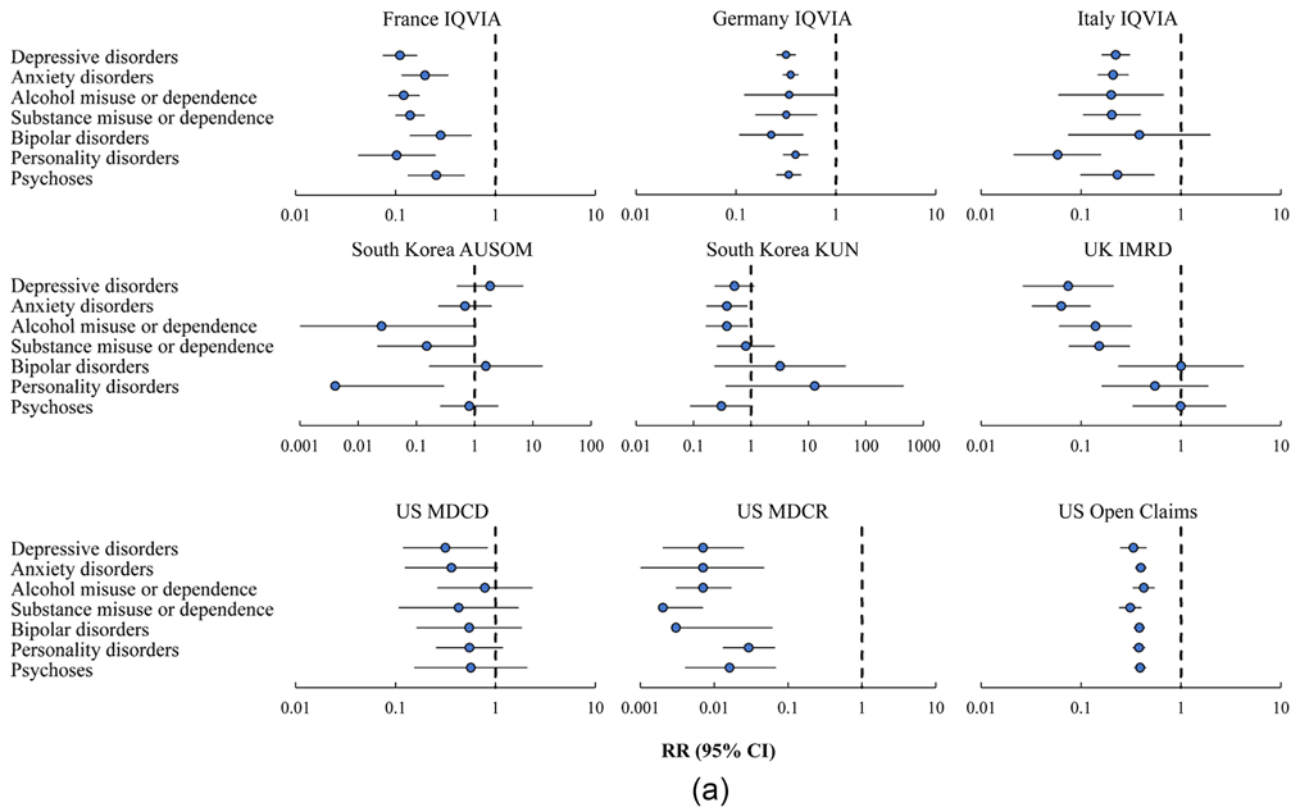 France IQVIA Germany IQVIA Italy IQVIA
Depressive disorders
Anxiety disorders
Alcohol misuse or dependence
Substance misuse or dependence
Bipolar disorders
Personality disorders
Psychoses
0.01 0.1 1 10 0.01 0.1 1 10 0.01 0.1 1 10
South Korea AUSOM South Korea KUN UK IMRD
Depressive disorders
Anxiety disorders
Alcohol misuse or dependence
Substance misuse or dependence
Bipolar disorders
Personality disorders
Psychoses
0.001 0.01 0.1 1 10 100 0.01 0.1 1 10 100 1000 0.01 0.1 1 10
US MDCD US MDCR US Open Claims
Depressive disorders
Anxiety disorders
Alcohol misuse or dependence
Substance misuse or dependence
Bipolar disorders
Personality disorders
Psychoses
0.01 0.1 1 10 0.001 0.01 0.1 1 10 0.01 0.1 1 10
RR (95% CI)
(a)